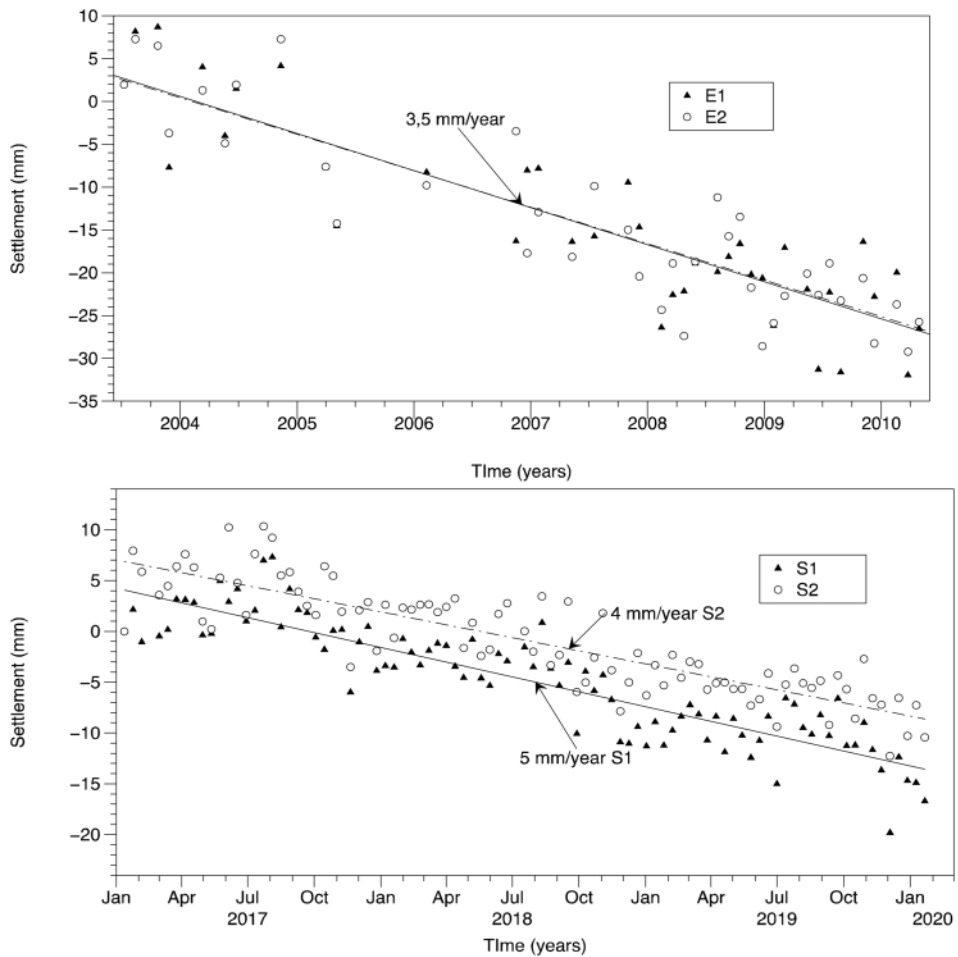 10
5
0
−5
−10
−15
−20
−25
−30
−35
Settlement (mm)
E1
E2
3,5 mm/year
2004 2005 2006 2007 2008 2009 2010
TIme (years)
10
5
0
−5
−10
−15
−20
Settlement (mm)
S1
S2
4 mm/year S2
5 mm/year S1
Jan Apr Jul Oct Jan Apr Jul Oct Jan Apr Jul Oct Jan
2017 2018 2019 2020
TIme (years)